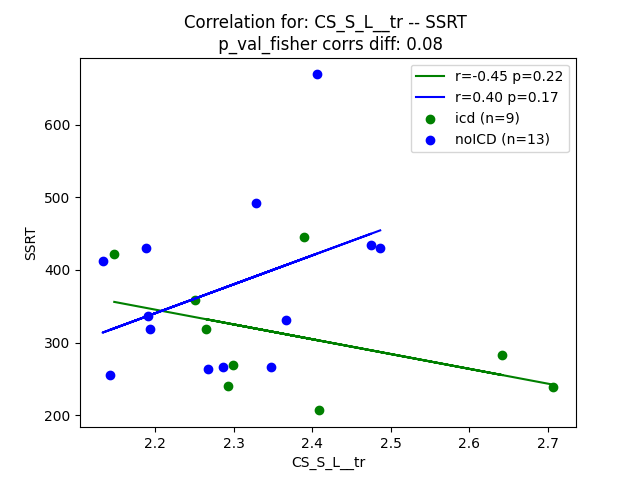 Correlation for: CS_S_L__tr -- SSRT
p_val_fisher corrs diff: 0.08
r=-0.45 p=0.22
r=0.40 p=0.17
icd (n=9)
noICD (n=13)
SSRT
600
500
400
300
200
2.2 2.3 2.4 2.5 2.6 2.7
CS_S_L__tr